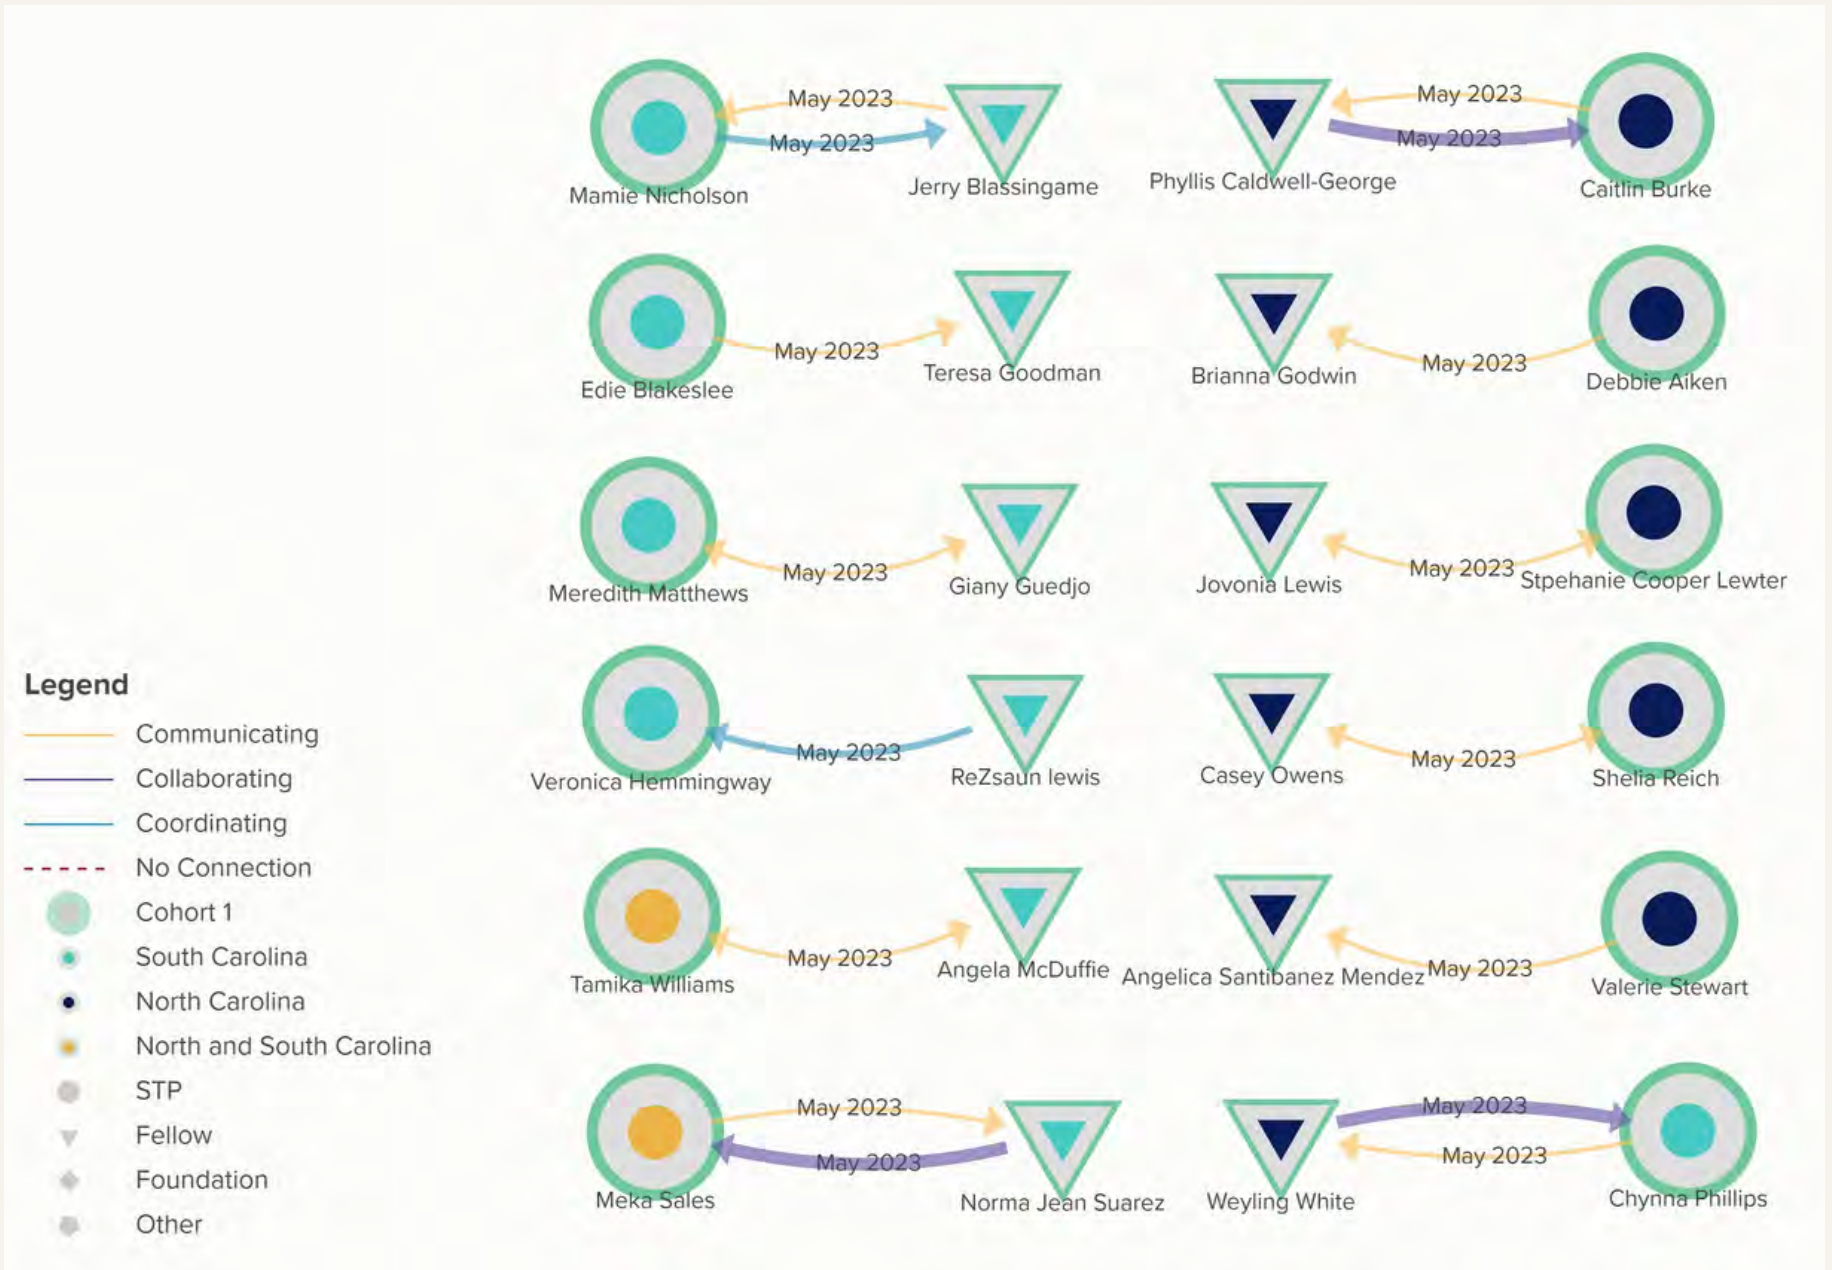 May 2023
May 2023
Mamie Nicholson
Jerry Blassingame
May 2023
May 2023
Phyllis Caldwell-George
Caitlin Burke
May 2023
Edie Blakeslee
Teresa Goodman
May 2023
Brianna Godwin
Debbie Aiken
May 2023
Meredith Matthews
Giany Guedjo
May 2023
Jovonia Lewis
Stpehanie Cooper Lewter
May 2023
Veronica Hemmingway
ReZsaun lewis
May 2023
Casey Owens
Shelia Reich
May 2023
Tamika Williams
Angela McDuffie
May 2023
Angelica Santibanez Mendez
Valerie Stewart
May 2023
May 2023
Meka Sales
Norma Jean Suarez
May 2023
May 2023
Weyling White
Chynna Phillips
Legend
Communicating
Collaborating
Coordinating
No Connection
Cohort 1
South Carolina
North Carolina
North and South Carolina
STP
Fellow
Foundation
Other